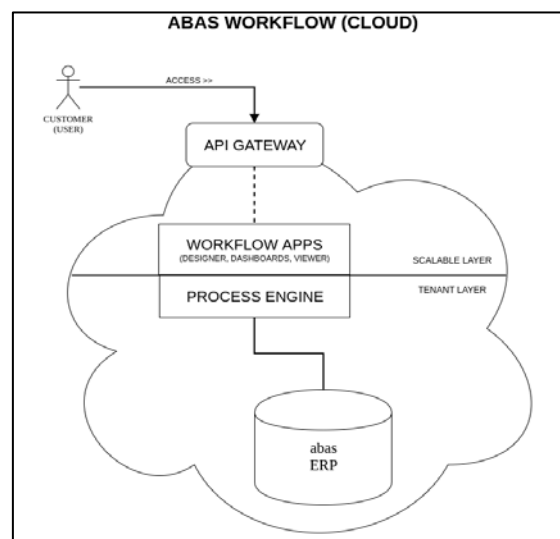 ABAS WORKFLOW (CLOUD)
ACCESS >>
CUSTOMER
(USER)
API GATEWAY
WORKFLOW APPS
(DESIGNER, DASHBOARDS, VIEWER)
SCALABLE LAYER
PROCESS ENGINE
TENANT LAYER
abas
ERP